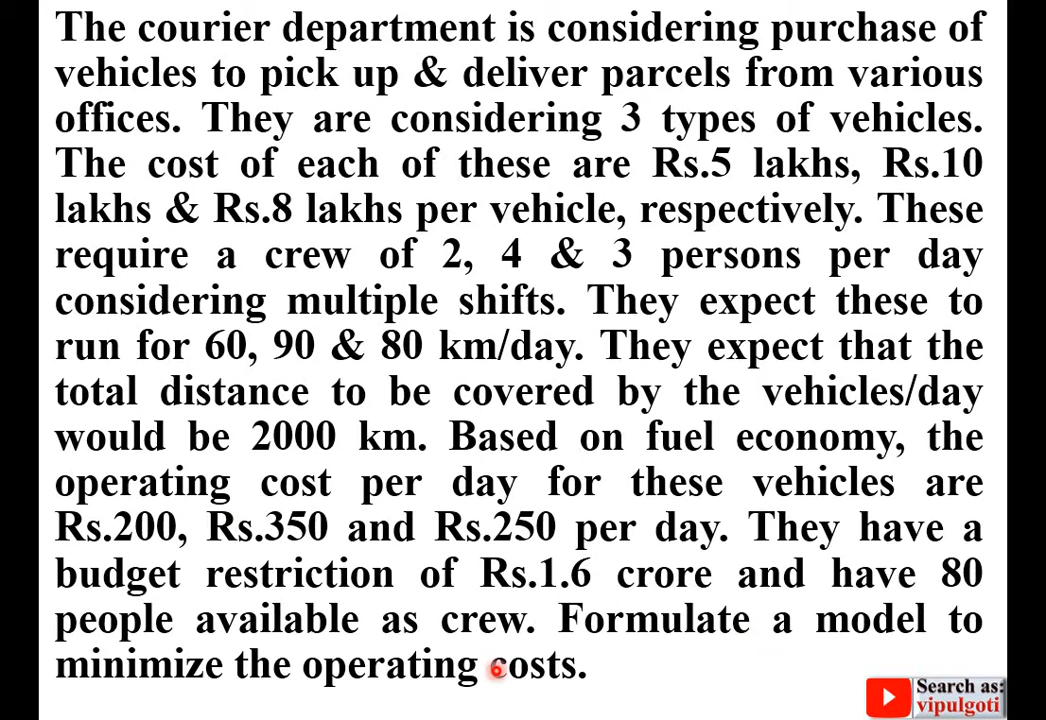 The courier department is considering purchase of
vehicles to pick up & deliver parcels from various
offices. They are considering 3 types of vehicles.
The cost of each of these are Rs.5 lakhs, Rs.10
lakhs & Rs.8 lakhs per vehicle, respectively. These
require a crew of 2, 4 & 3 persons per day
considering multiple shifts. They expect these to
run for 60, 90 & 80 km/day. They expect that the
total distance to be covered by the vehicles/day
would be 2000 km. Based on fuel economy, the
operating cost per day for these vehicles are
Rs.200, Rs.350 and Rs.250 per day. They have a
budget restriction of Rs.1.6 crore and have 80
people available as crew. Formulate a model to
minimize the operating costs.
Search as:
vipulgoti